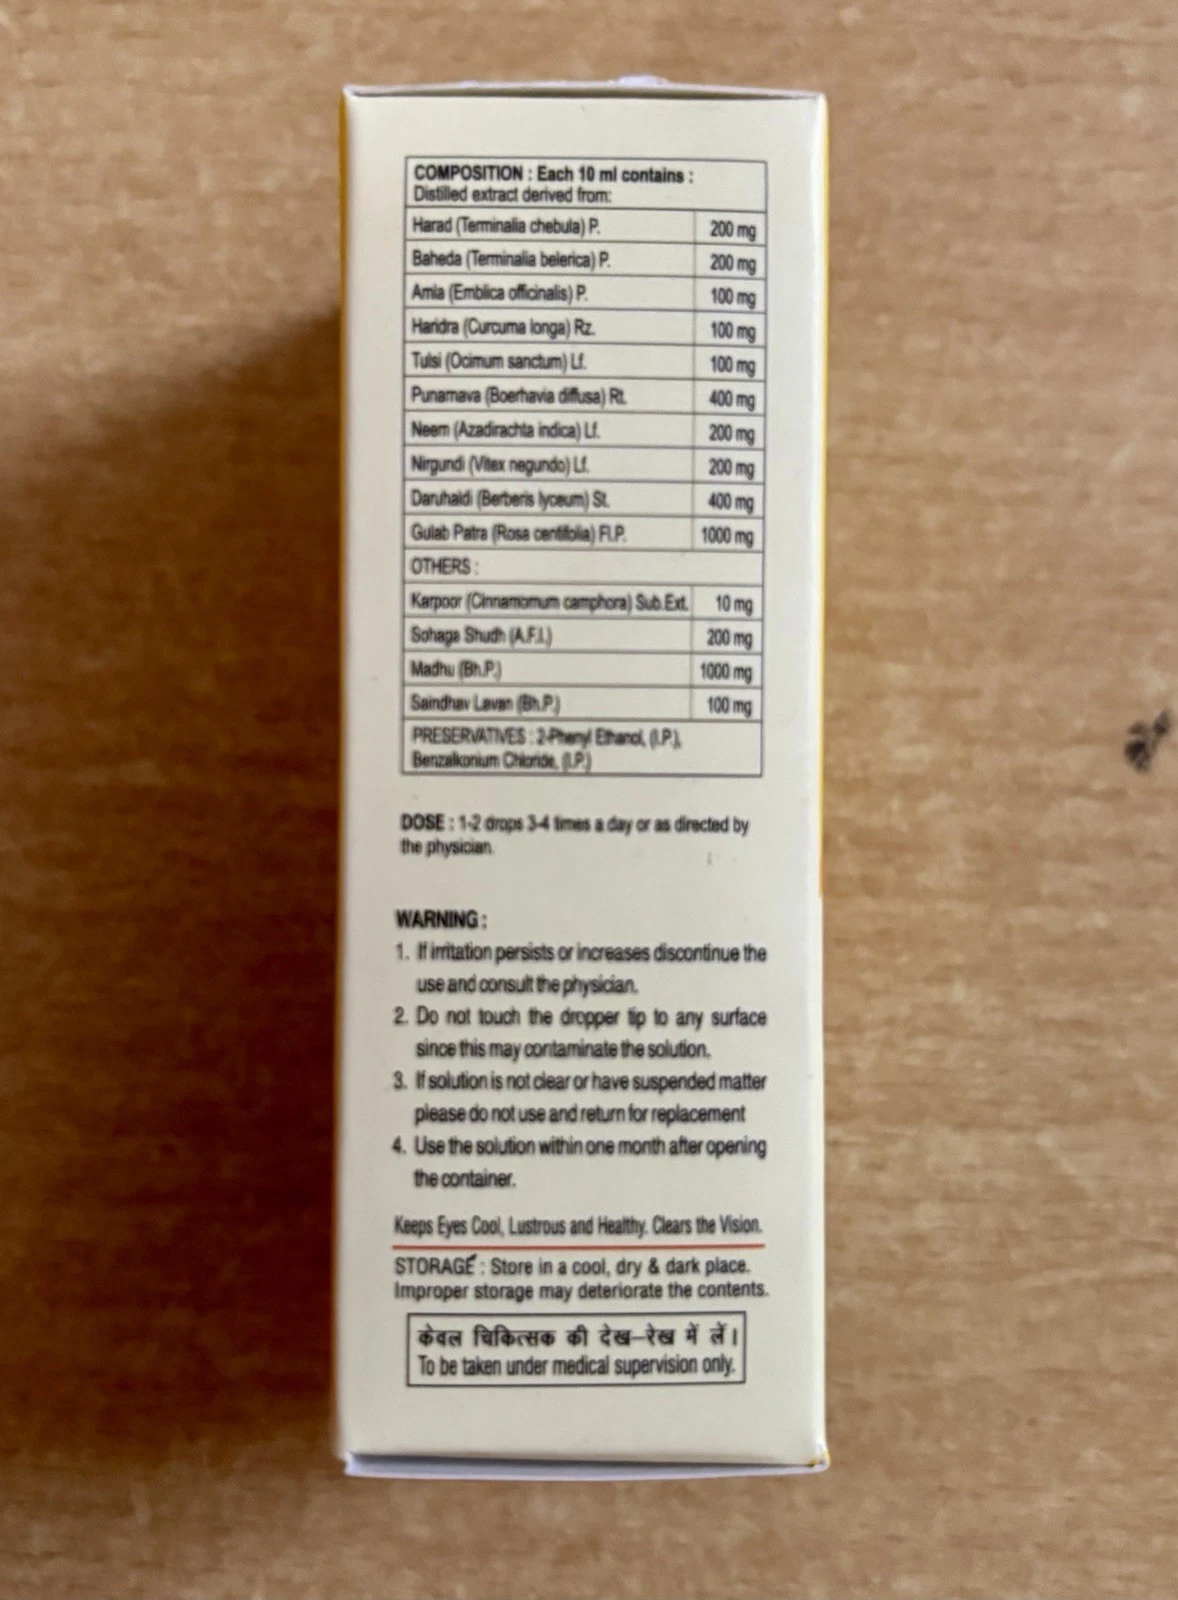 COMPOSITION : Each 10 ml contains :
Distilled extract derived from:
Harad (Terminalia chebula) P. 200 mg
Baheda (Terminalia belerica) P. 200 mg
Amla (Emblica officinalis) P. 100 mg
Haridra (Curcuma longa) Rz. 100 mg
Tulsi (Ocimum sanctum) Lf. 100 mg
Punarnava (Boerhavia diffusa) Rt. 400 mg
Neem (Azadirachta indica) Lf. 200 mg
Nirgundi (Vitex negundo) Lf. 200 mg
Daruhaldi (Berberis lyceum) St. 400 mg
Gulab Patra (Rosa centifolia) Fl.P. 1000 mg
OTHERS :
Karpoor (Cinnamomum camphora) Sub.Ext. 10 mg
Sohaga Shudh (A.F.I.) 200 mg
Madhu (Bh.P.) 1000 mg
Saindhav Lavan (Bh.P.) 100 mg
PRESERVATIVES : 2-Phenyl Ethanol, (I.P.),
Benzalkonium Chloride, (I.P.)
DOSE : 1-2 drops 3-4 times a day or as directed by
the physician.
WARNING :
1. If irritation persists or increases discontinue the
use and consult the physician.
2. Do not touch the dropper tip to any surface
since this may contaminate the solution.
3. If solution is not clear or have suspended matter
please do not use and return for replacement
4. Use the solution within one month after opening
the container.
Keeps Eyes Cool, Lustrous and Healthy. Clears the Vision.
STORAGE : Store in a cool, dry & dark place.
Improper storage may deteriorate the contents.
केवल चिकित्सक की देख-रेख में लें।
To be taken under medical supervision only.